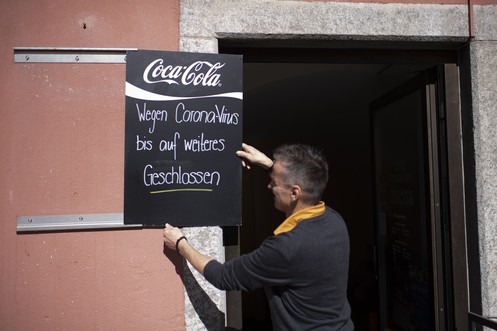 Coca-Cola
Wegen Corona-Virus
bis auf weiteres
Geschlossen